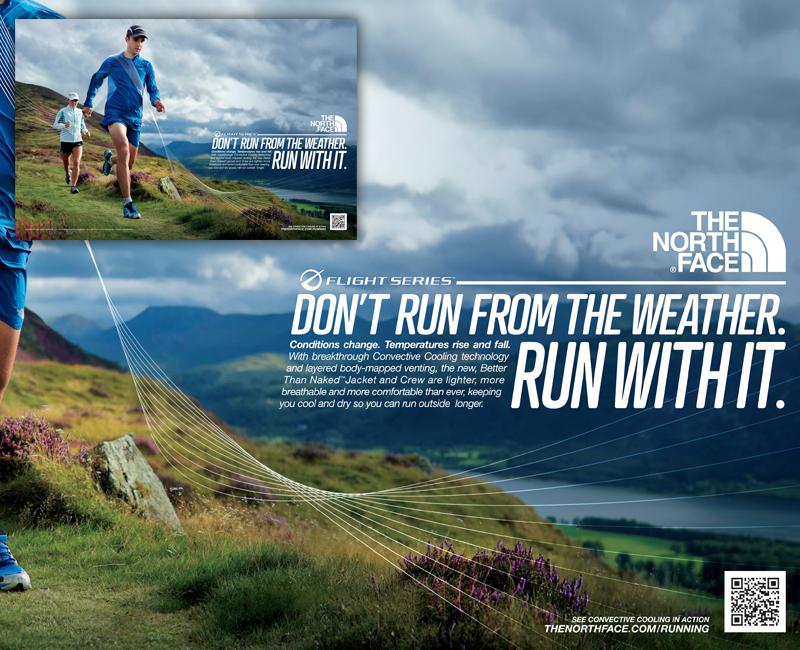 THE
NORTH
FACE
FLIGHT SERIES™
DON'T RUN FROM THE WEATHER.
RUN WITH IT.
THE
NORTH
FACE
®
FLIGHT SERIES™
DON'T RUN FROM THE WEATHER.
Conditions change. Temperatures rise and fall.
With breakthrough Convective Cooling technology
and layered body-mapped venting, the new, Better
Than Naked™ Jacket and Crew are lighter, more
breathable and more comfortable than ever, keeping
you cool and dry so you can run outside longer.
RUN WITH IT.
SEE CONVECTIVE COOLING IN ACTION
THENORTHFACE.COM/RUNNING